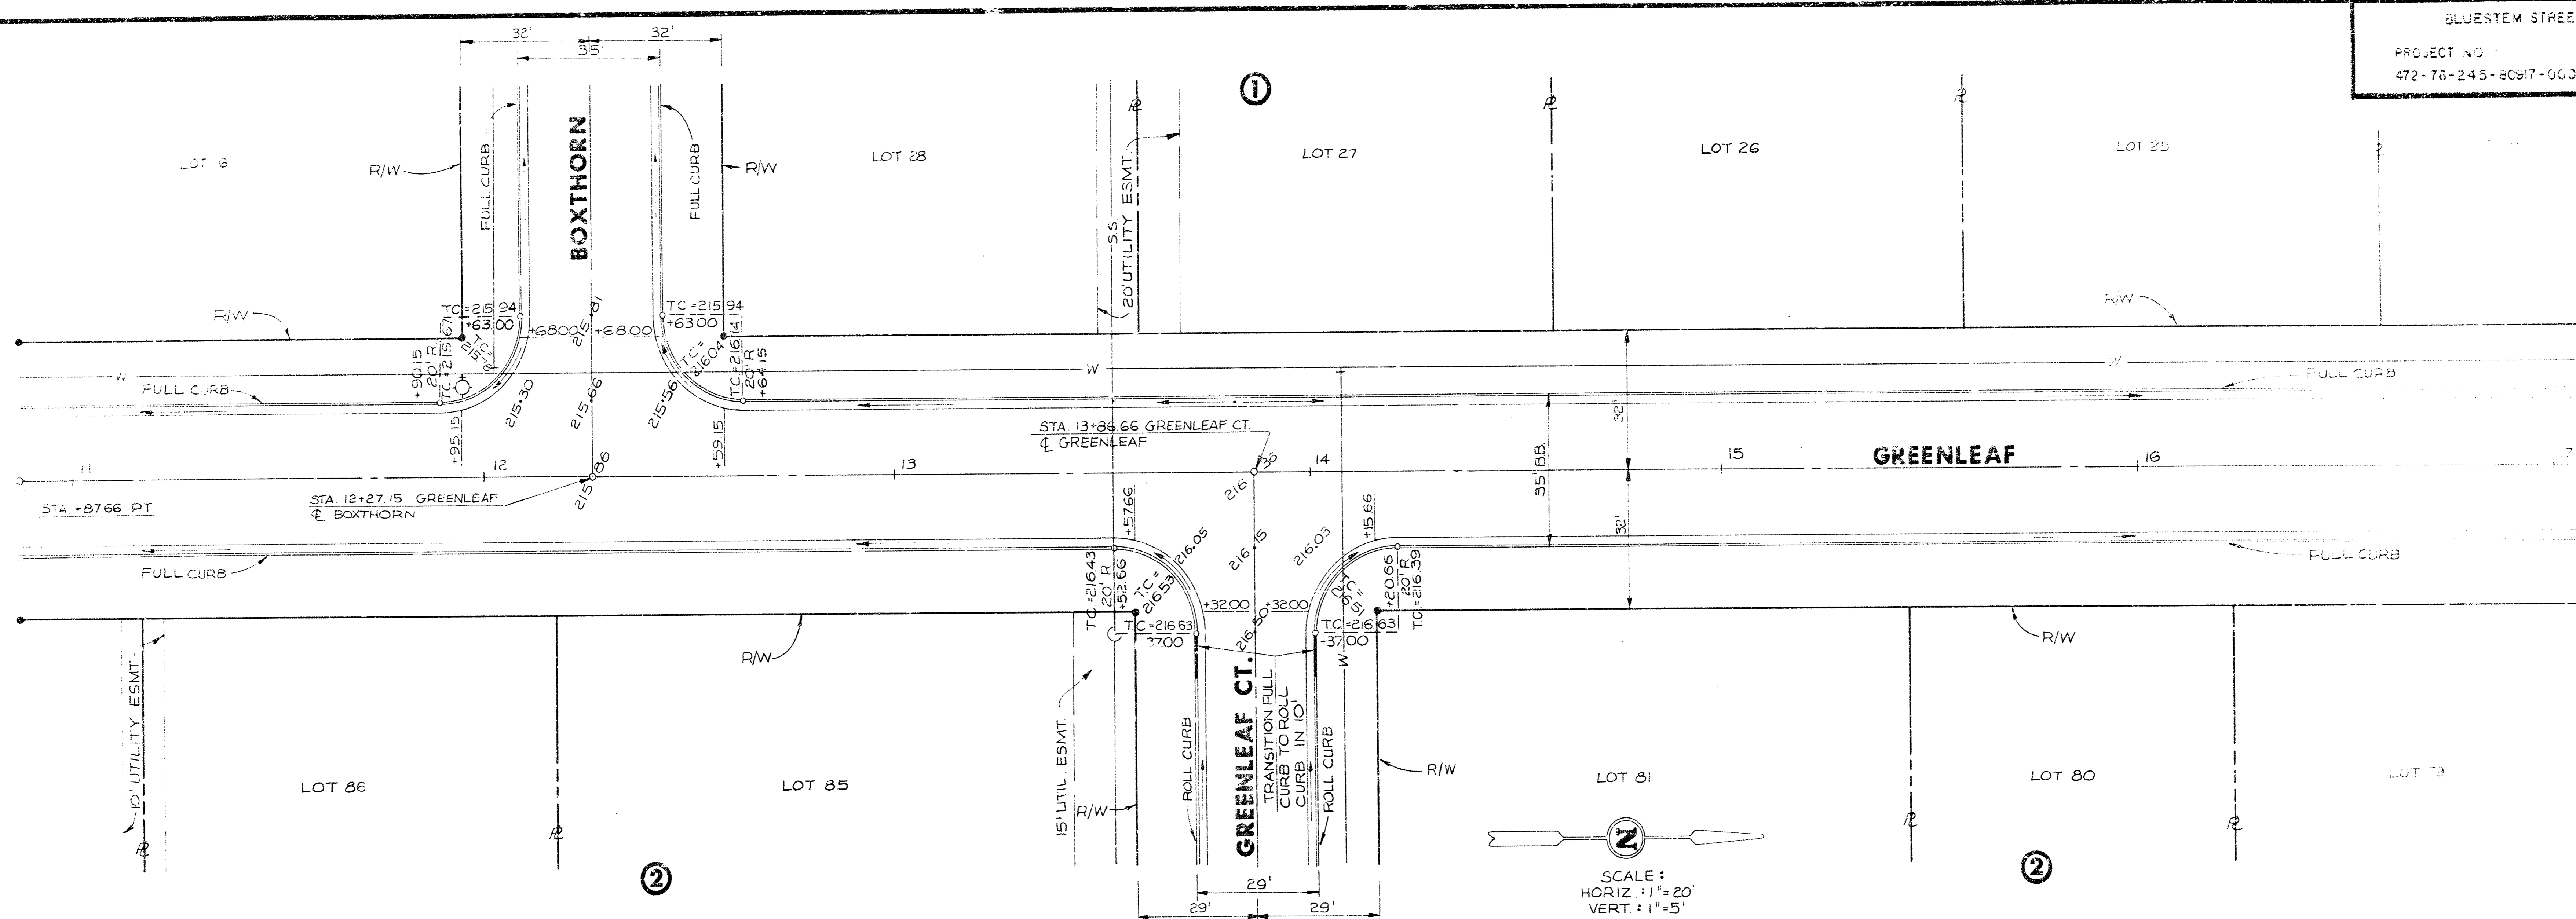 BLUESTEM STREE
PROJECT NO
472-76-245-80917-000
32' 32'
35'
①
LOT 6
R/W
FULL CURB
BOXTHORN
FULL CURB
R/W
LOT 28
S.S.
20' UTILITY ESMT.
LOT 27
LOT 26
LOT 25
R/W
T.C.=215.94
+63.00
+68.00
215.81
+68.00
T.C.=215.94
+63.00
R/W
+90.15
20' R
T.C.=215.67
T.C.=
216.04
T.C.=216.14
20' R
+64.15
W
FULL CURB
215.30
215.66
215.56
W
W
FULL CURB
+95.15
+59.15
STA. 13+86.66 GREENLEAF CT.
℄ GREENLEAF
32'
35' B.B.
GREENLEAF
11 12 13 14 15 16 17
215.86
216.36
STA. +87.66 PT.
STA. 12+27.15 GREENLEAF
℄ BOXTHORN
+57.66
+15.66
32'
216.05
216.15
216.03
FULL CURB
FULL CURB
T.C.=216.43
20' R
+52.66
T.C.=
216.53
+32.00
216.50
+32.00
+20.66
20' R
T.C.=216.39
T.C.=216.63
+37.00
T.C.=216.63
+37.00
R/W
R/W
W
10' UTILITY ESMT.
15' UTIL. ESMT.
LOT 86
LOT 85
R/W
ROLL CURB
GREENLEAF CT.
TRANSITION FULL
CURB TO ROLL
CURB IN 10'
ROLL CURB
R/W
LOT 81
LOT 80
LOT 79
②
②
N
29'
29' 29'
SCALE:
HORIZ.: 1"=20'
VERT.: 1"=5'